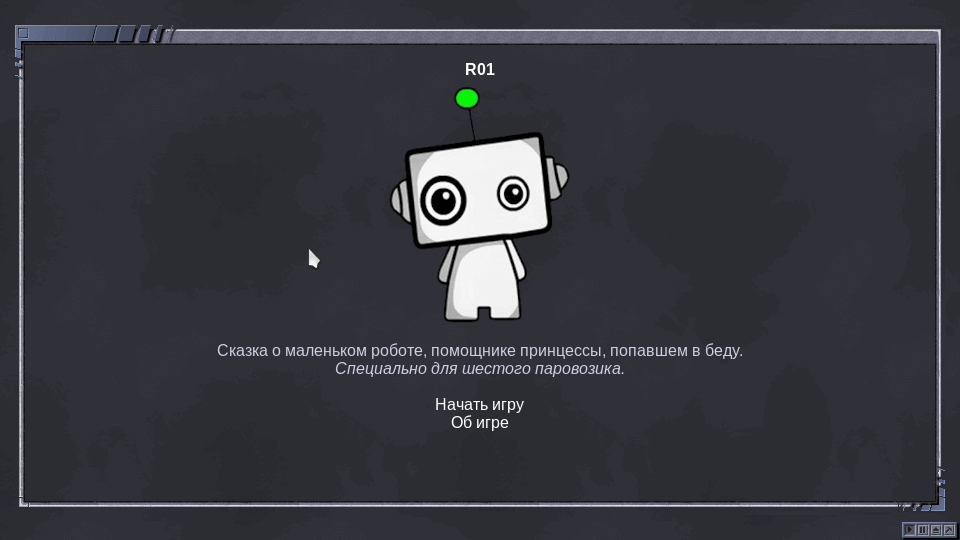 R01
Сказка о маленьком роботе, помощнике принцессы, попавшем в беду.
Специально для шестого паровозика.
Начать игру
Об игре